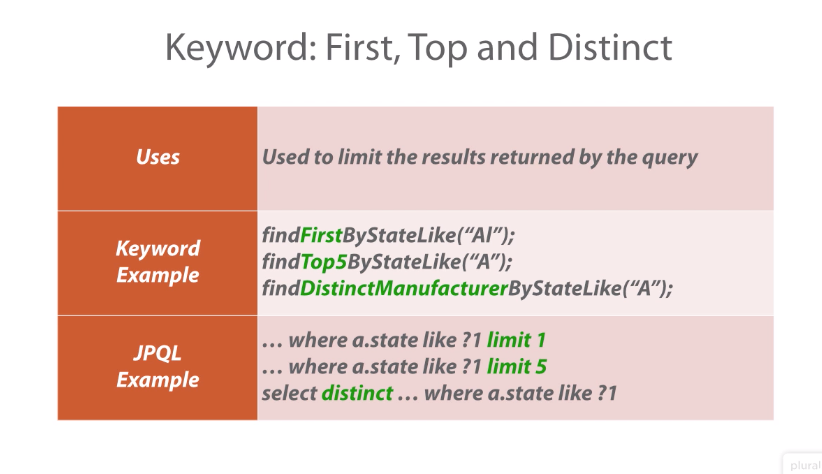 Keyword: First, Top and Distinct
Uses
Used to limit the results returned by the query
Keyword
Example
findFirstByStateLike(“Al”);
findTop5ByStateLike(“A”);
findDistinctManufacturerByStateLike(“A”);
JPQL
Example
… where a.state like ?1 limit 1
… where a.state like ?1 limit 5
select distinct … where a.state like ?1
plural